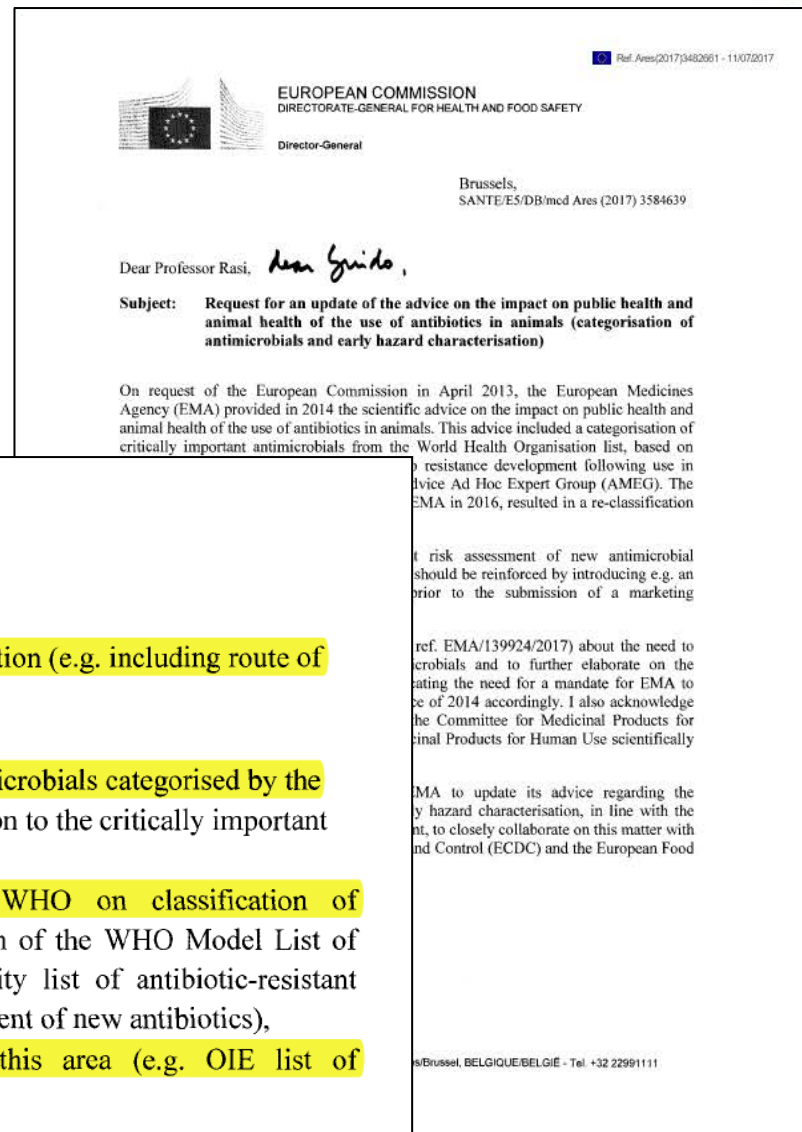 Ref. Ares(2017)3482661 - 11/07/2017
EUROPEAN COMMISSION
DIRECTORATE-GENERAL FOR HEALTH AND FOOD SAFETY
Director-General
Brussels,
SANTE/E5/DB/mcd Ares (2017) 3584639
Dear Professor Rasi, dear Guido,
Subject: Request for an update of the advice on the impact on public health and
animal health of the use of antibiotics in animals (categorisation of
antimicrobials and early hazard characterisation)
On request of the European Commission in April 2013, the European Medicines
Agency (EMA) provided in 2014 the scientific advice on the impact on public health and
animal health of the use of antibiotics in animals. This advice included a categorisation of
critically important antimicrobials from the World Health Organisation list, based on
resistance development following use in
Ad Hoc Expert Group (AMEG). The
EMA in 2016, resulted in a re-classification
risk assessment of new antimicrobial
should be reinforced by introducing e.g. an
prior to the submission of a marketing
ref. EMA/139924/2017) about the need to
and to further elaborate on the
the need for a mandate for EMA to
of 2014 accordingly. I also acknowledge
the Committee for Medicinal Products for
Products for Human Use scientifically
EMA to update its advice regarding the
hazard characterisation, in line with the
to closely collaborate on this matter with
and Control (ECDC) and the European Food
s/Brussel, BELGIQUE/BELGIË - Tel. +32 22991111
tion (e.g. including route of
icrobials categorised by the
on to the critically important
WHO on classification of
of the WHO Model List of
ity list of antibiotic-resistant
ent of new antibiotics),
this area (e.g. OIE list of